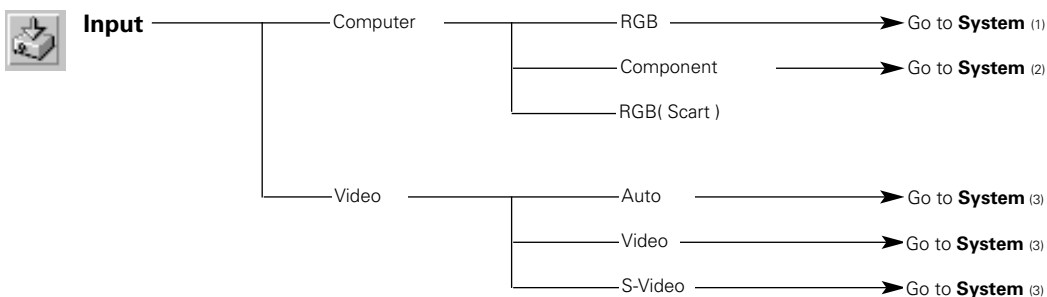 Input Computer RGB Go to System (1)
Component Go to System (2)
RGB( Scart )
Video Auto Go to System (3)
Video Go to System (3)
S-Video Go to System (3)